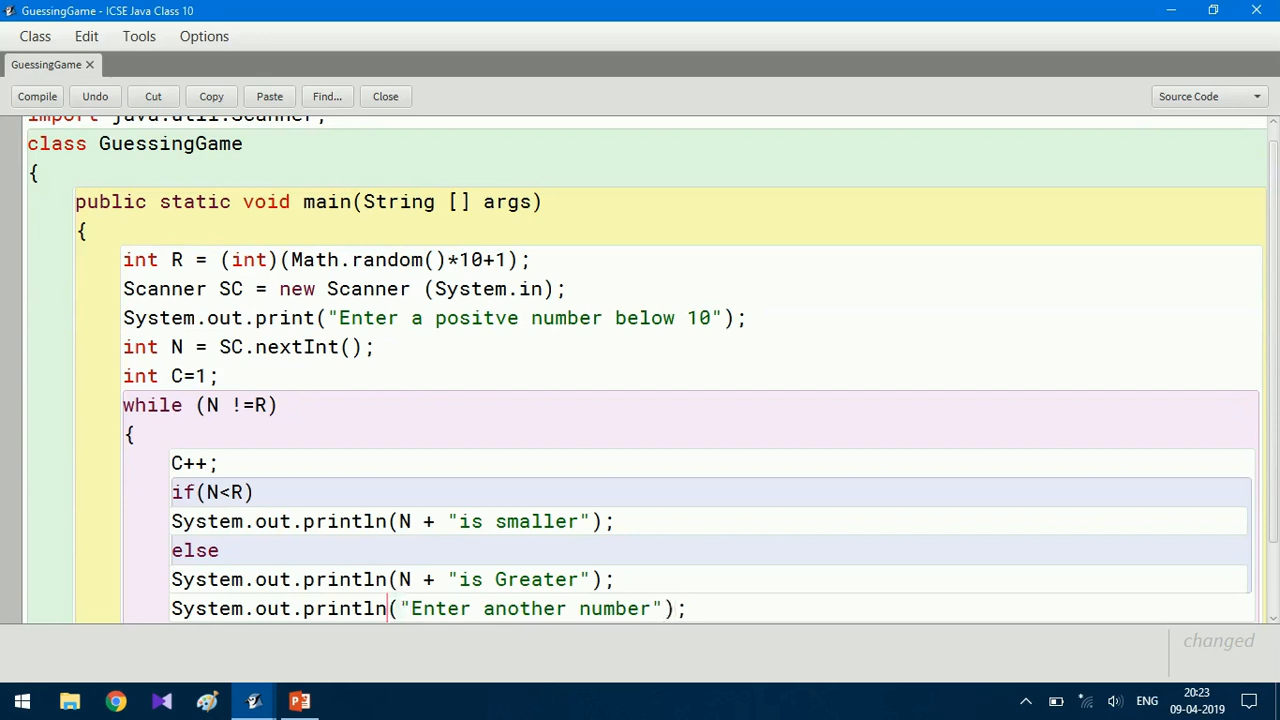 GuessingGame - ICSE Java Class 10
Class Edit Tools Options
GuessingGame
Compile Undo Cut Copy Paste Find... Close Source Code
import java.util.Scanner;
class GuessingGame
{
public static void main(String [] args)
{
int R = (int)(Math.random()*10+1);
Scanner SC = new Scanner (System.in);
System.out.print("Enter a positve number below 10");
int N = SC.nextInt();
int C=1;
while (N !=R)
{
C++;
if(N<R)
System.out.println(N + "is smaller");
else
System.out.println(N + "is Greater");
System.out.println("Enter another number");
changed
ENG
20:23
09-04-2019